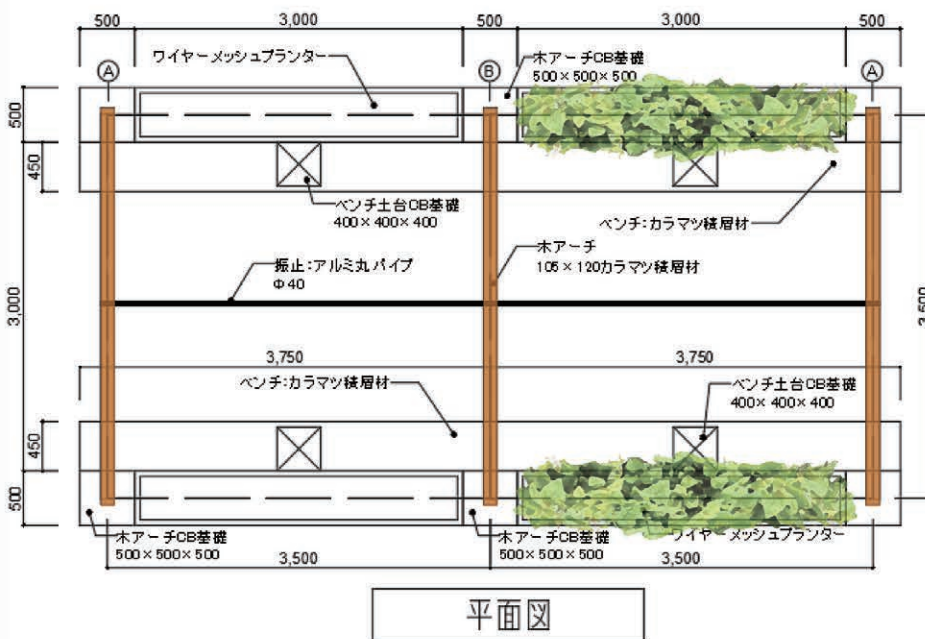 500
3,000
500
3,000
500
ワイヤーメッシュプランター
木アーチCB基礎
500×500×500
A
B
A
500
450
ベンチ土台CB基礎
400×400×400
ベンチ:カラマツ積層材
木アーチ
105×120カラマツ積層材
振止:アルミ丸パイプ
Φ40
3,000
3,500
3,750
3,750
ベンチ:カラマツ積層材
ベンチ土台CB基礎
400×400×400
450
500
木アーチCB基礎
500×500×500
木アーチCB基礎
500×500×500
ワイヤーメッシュプランター
3,500
3,500
平面図